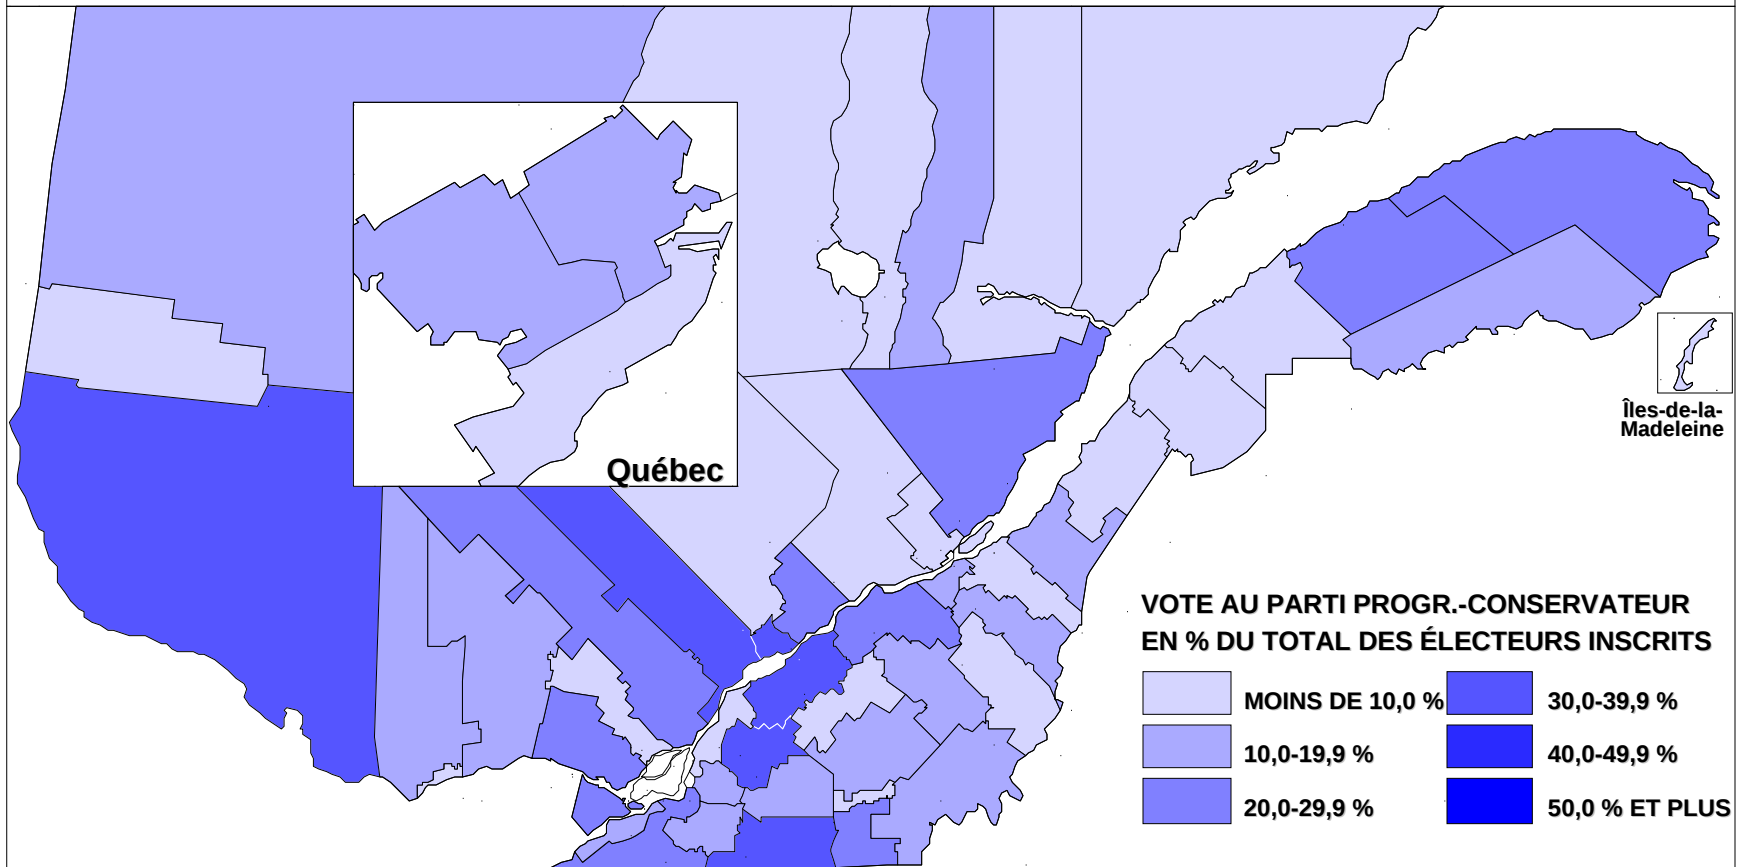 Québec
Îles-de-la-
Madeleine
VOTE AU PARTI PROGR.-CONSERVATEUR
EN % DU TOTAL DES ÉLECTEURS INSCRITS
MOINS DE 10,0 %
30,0-39,9 %
10,0-19,9 %
40,0-49,9 %
20,0-29,9 %
50,0 % ET PLUS